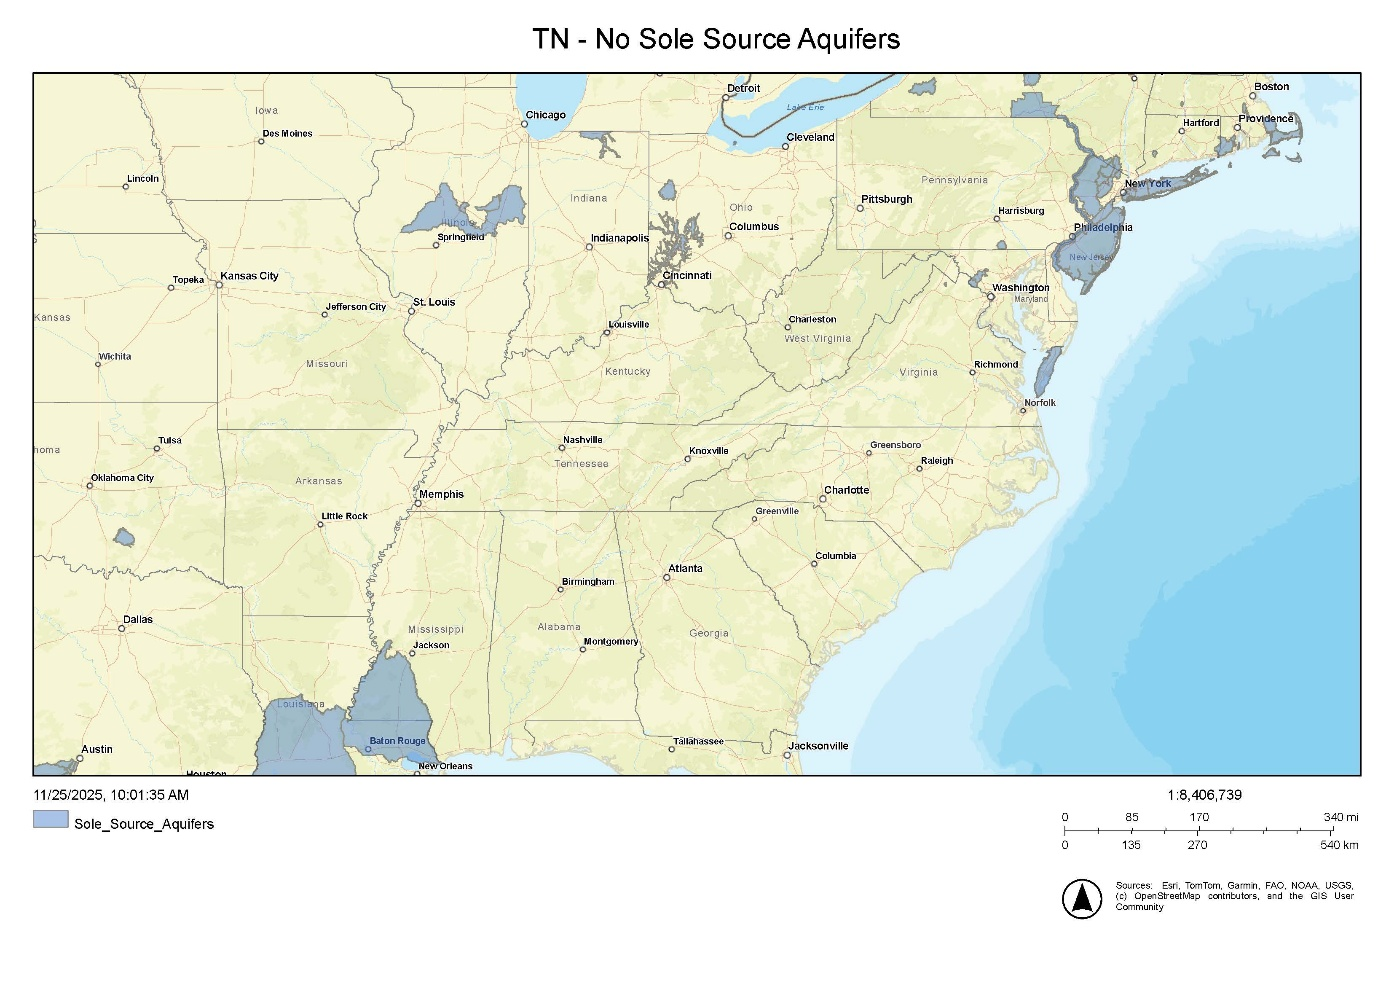 TN - No Sole Source Aquifers
Detroit
Boston
Lake Erie
Iowa
Chicago
Des Moines
Cleveland
Hartford
Providence
Lincoln
Pennsylvania
New York
Indiana
Pittsburgh
Ohio
Harrisburg
Illinois
Columbus
Philadelphia
Springfield
Indianapolis
New Jersey
Topeka
Kansas City
Cincinnati
Washington
Maryland
Jefferson City
St. Louis
Kansas
Louisville
Charleston
West Virginia
Wichita
Missouri
Kentucky
Virginia
Richmond
Norfolk
Tulsa
Nashville
Greensboro
homa
Knoxville
Tennessee
Raleigh
Oklahoma City
Arkansas
Memphis
Charlotte
Little Rock
Greenville
Columbia
Atlanta
Birmingham
Dallas
Mississippi
Alabama
Georgia
Jackson
Montgomery
Louisiana
Baton Rouge
Tallahassee
Jacksonville
Austin
New Orleans
Houston
11/25/2025, 10:01:35 AM
Sole_Source_Aquifers
1:8,406,739
0 85 170 340 mi
0 135 270 540 km
Sources: Esri, TomTom, Garmin, FAO, NOAA, USGS,
(c) OpenStreetMap contributors, and the GIS User
Community